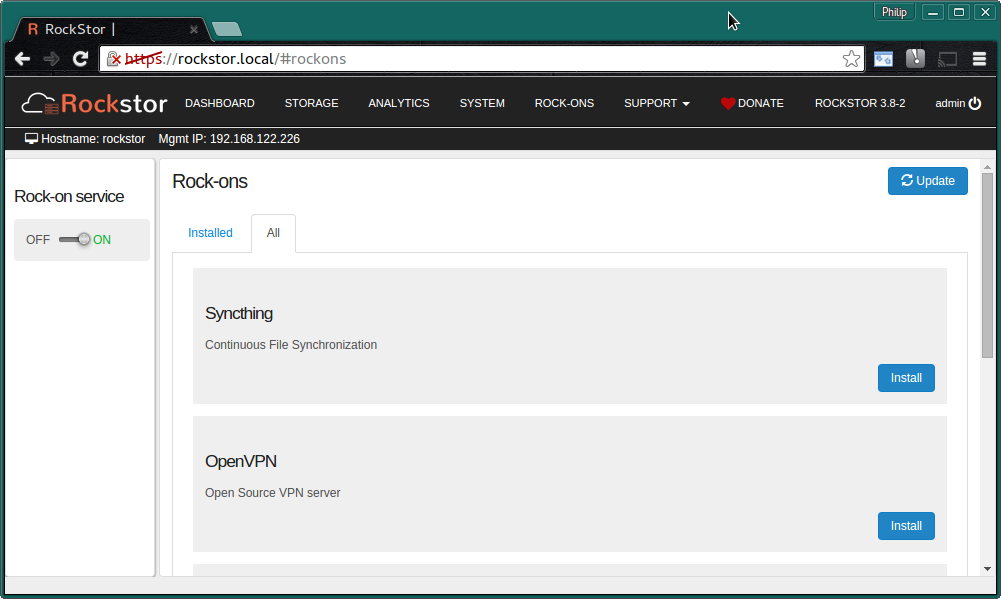 Philip
RockStor |
https://rockstor.local/#rockons
Rockstor DASHBOARD STORAGE ANALYTICS SYSTEM ROCK-ONS SUPPORT DONATE ROCKSTOR 3.8-2 admin
Hostname: rockstor Mgmt IP: 192.168.122.226
Rock-on service
OFF ON
Rock-ons
Update
Installed All
Syncthing
Continuous File Synchronization
Install
OpenVPN
Open Source VPN server
Install